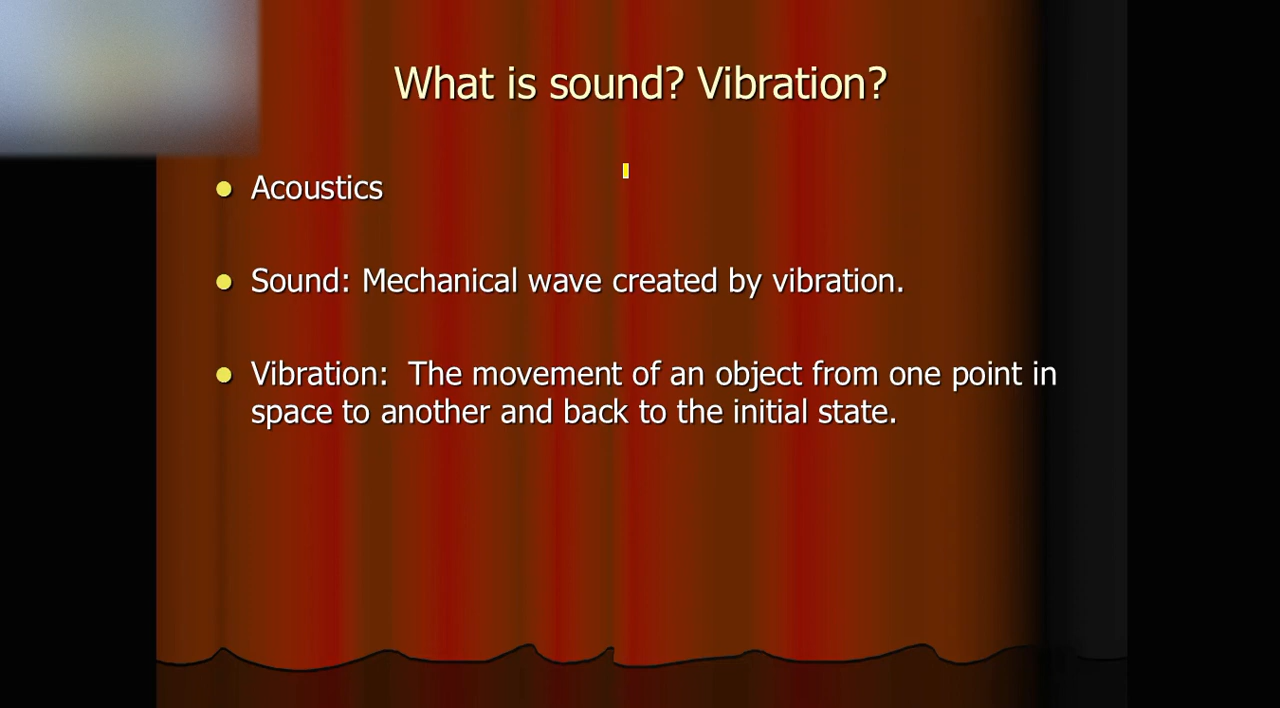 What is sound? Vibration?
Acoustics
Sound: Mechanical wave created by vibration.
Vibration:  The movement of an object from one point in
space to another and back to the initial state.